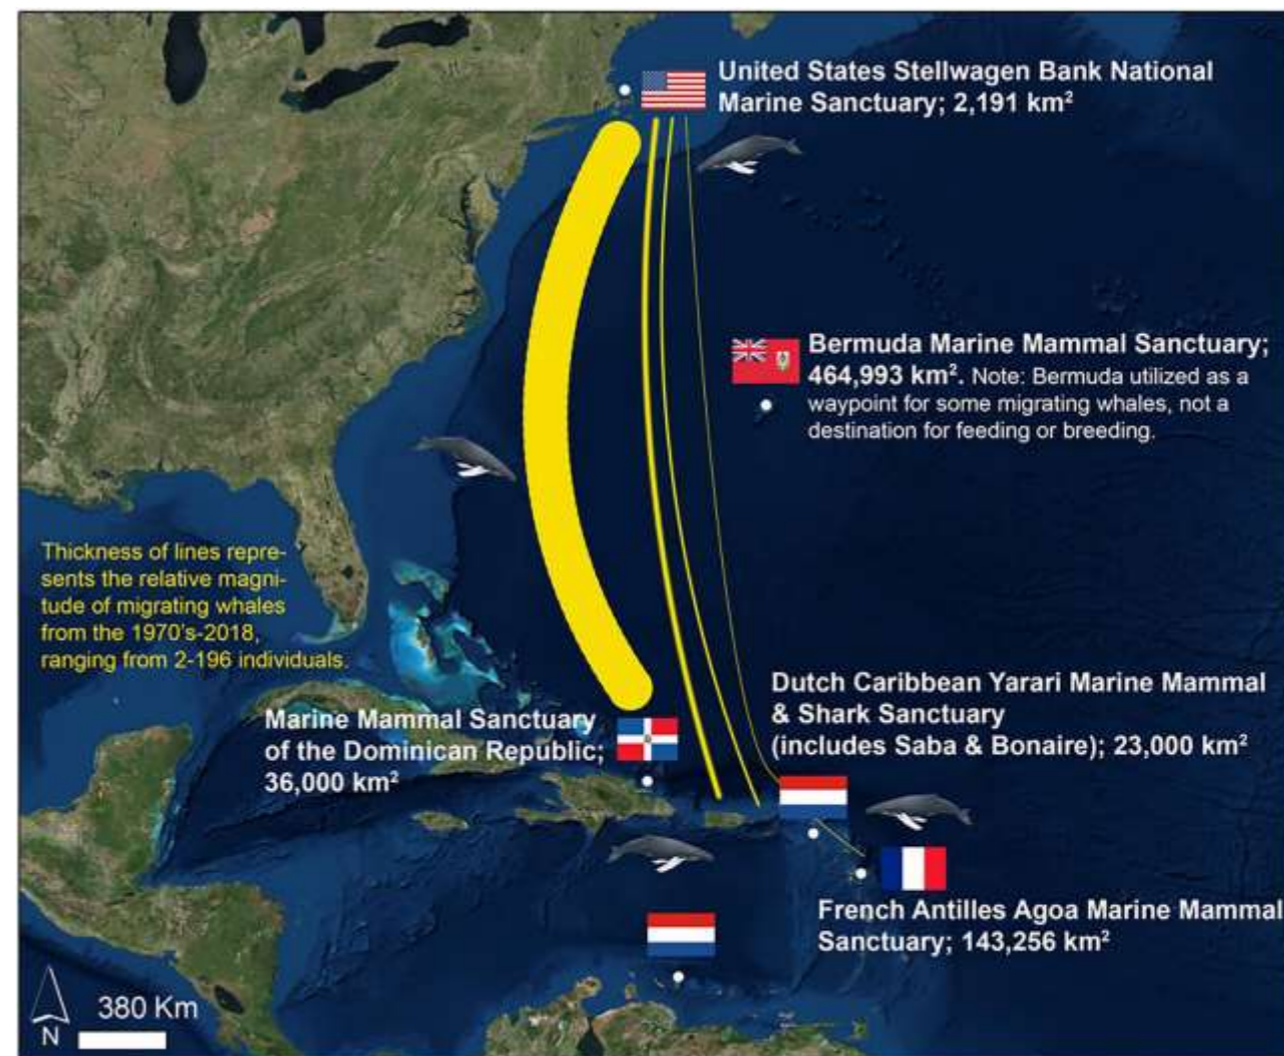 United States Stellwagen Bank National
Marine Sanctuary; 2,191 km²
Bermuda Marine Mammal Sanctuary;
464,993 km². Note: Bermuda utilized as a
waypoint for some migrating whales, not a
destination for feeding or breeding.
Thickness of lines repre-
sents the relative magni-
tude of migrating whales
from the 1970's-2018,
ranging from 2-196 individuals.
Dutch Caribbean Yarari Marine Mammal
& Shark Sanctuary
(includes Saba & Bonaire); 23,000 km²
Marine Mammal Sanctuary
of the Dominican Republic;
36,000 km²
French Antilles Agoa Marine Mammal
Sanctuary; 143,256 km²
380 Km
N